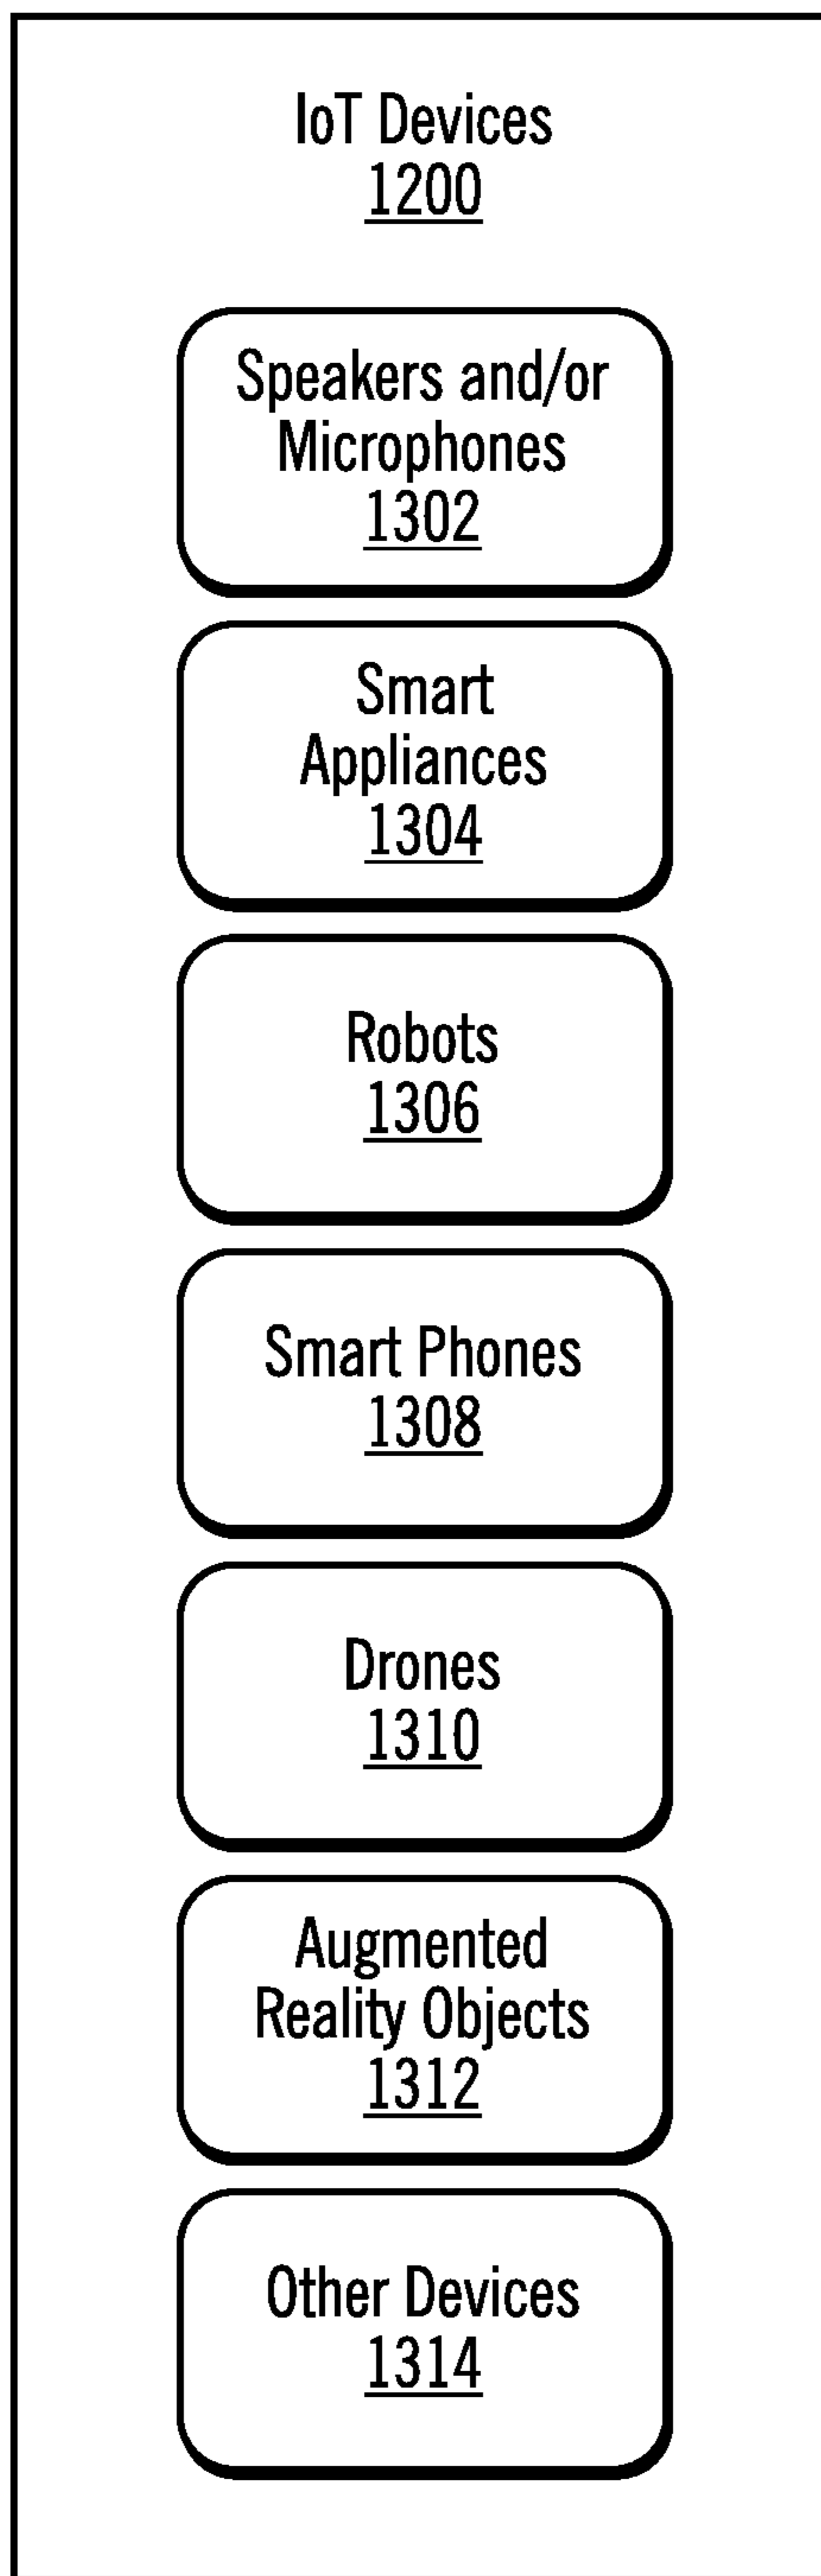 IoT Devices
1200
Speakers and/or
Microphones
1302
Smart
Appliances
1304
Robots
1306
Smart Phones
1308
Drones
1310
Augmented
Reality Objects
1312
Other Devices
1314